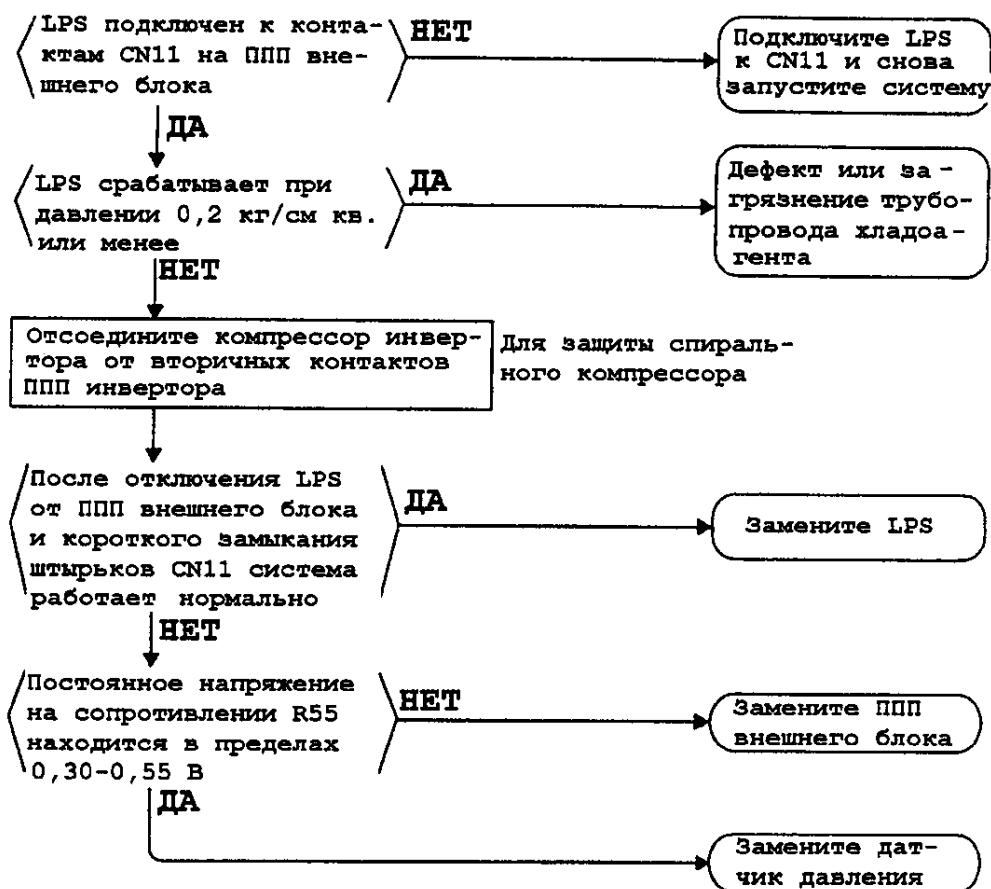 LPS подключен к конта-
ктам CN11 на ППП вне-
шнего блока
НЕТ
Подключите LPS
к CN11 и снова
запустите систему
ДА
LPS срабатывает при
давлении 0,2 кг/см кв.
или менее
ДА
Дефект или за-
грязнение трубо-
провода хладоа-
гента
НЕТ
Отсоедините компрессор инвер-
тора от вторичных контактов
ППП инвертора
Для защиты спираль-
ного компрессора
После отключения LPS
от ППП внешнего блока
и короткого замыкания
штырьков CN11 система
работает нормально
ДА
Замените LPS
НЕТ
Постоянное напряжение
на сопротивлении R55
находится в пределах
0,30-0,55 В
НЕТ
Замените ППП
внешнего блока
ДА
Замените дат-
чик давления